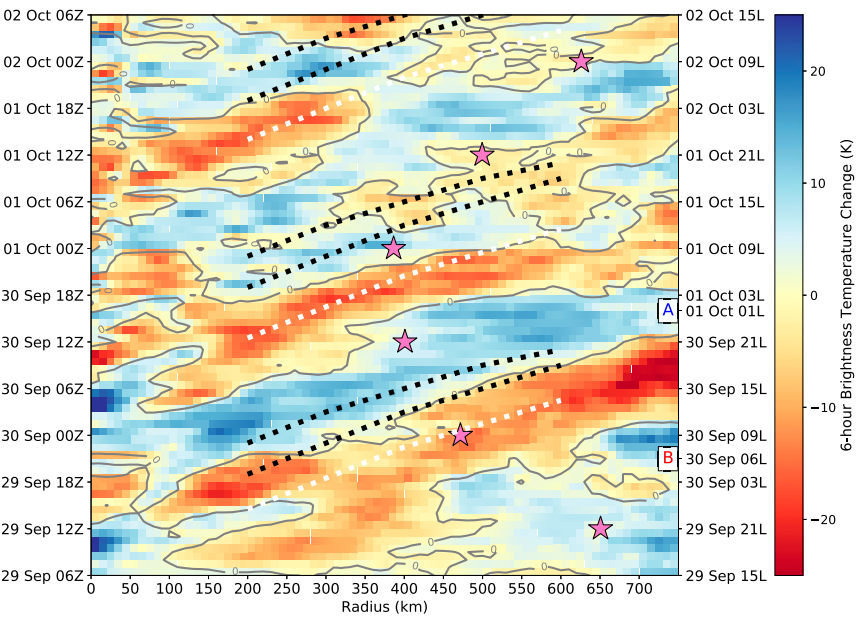 02 Oct 06Z
02 Oct 00Z
01 Oct 18Z
01 Oct 12Z
01 Oct 06Z
01 Oct 00Z
30 Sep 18Z
30 Sep 12Z
30 Sep 06Z
30 Sep 00Z
29 Sep 18Z
29 Sep 12Z
29 Sep 06Z
02 Oct 15L
02 Oct 09L
02 Oct 03L
01 Oct 21L
01 Oct 15L
01 Oct 09L
01 Oct 03L
A
01 Oct 01L
30 Sep 21L
30 Sep 15L
30 Sep 09L
B
30 Sep 06L
30 Sep 03L
29 Sep 21L
29 Sep 15L
0 50 100 150 200 250 300 350 400 450 500 550 600 650 700
Radius (km)
20
10
0
−10
−20
6-hour Brightness Temperature Change (K)